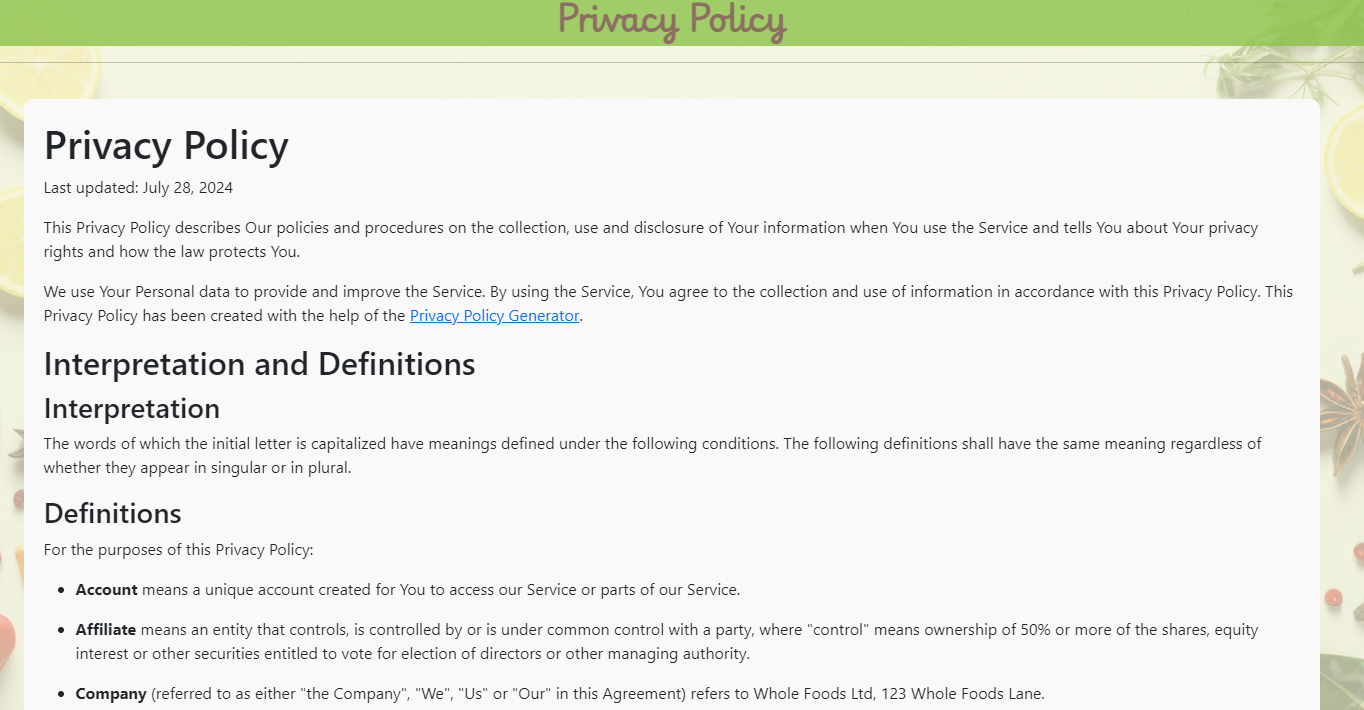 Privacy Policy
Privacy Policy
Last updated: July 28, 2024
This Privacy Policy describes Our policies and procedures on the collection, use and disclosure of Your information when You use the Service and tells You about Your privacy
rights and how the law protects You.
We use Your Personal data to provide and improve the Service. By using the Service, You agree to the collection and use of information in accordance with this Privacy Policy. This
Privacy Policy has been created with the help of the Privacy Policy Generator.
Interpretation and Definitions
Interpretation
The words of which the initial letter is capitalized have meanings defined under the following conditions. The following definitions shall have the same meaning regardless of
whether they appear in singular or in plural.
Definitions
For the purposes of this Privacy Policy:
• Account means a unique account created for You to access our Service or parts of our Service.
• Affiliate means an entity that controls, is controlled by or is under common control with a party, where "control" means ownership of 50% or more of the shares, equity
interest or other securities entitled to vote for election of directors or other managing authority.
• Company (referred to as either "the Company", "We", "Us" or "Our" in this Agreement) refers to Whole Foods Ltd, 123 Whole Foods Lane.